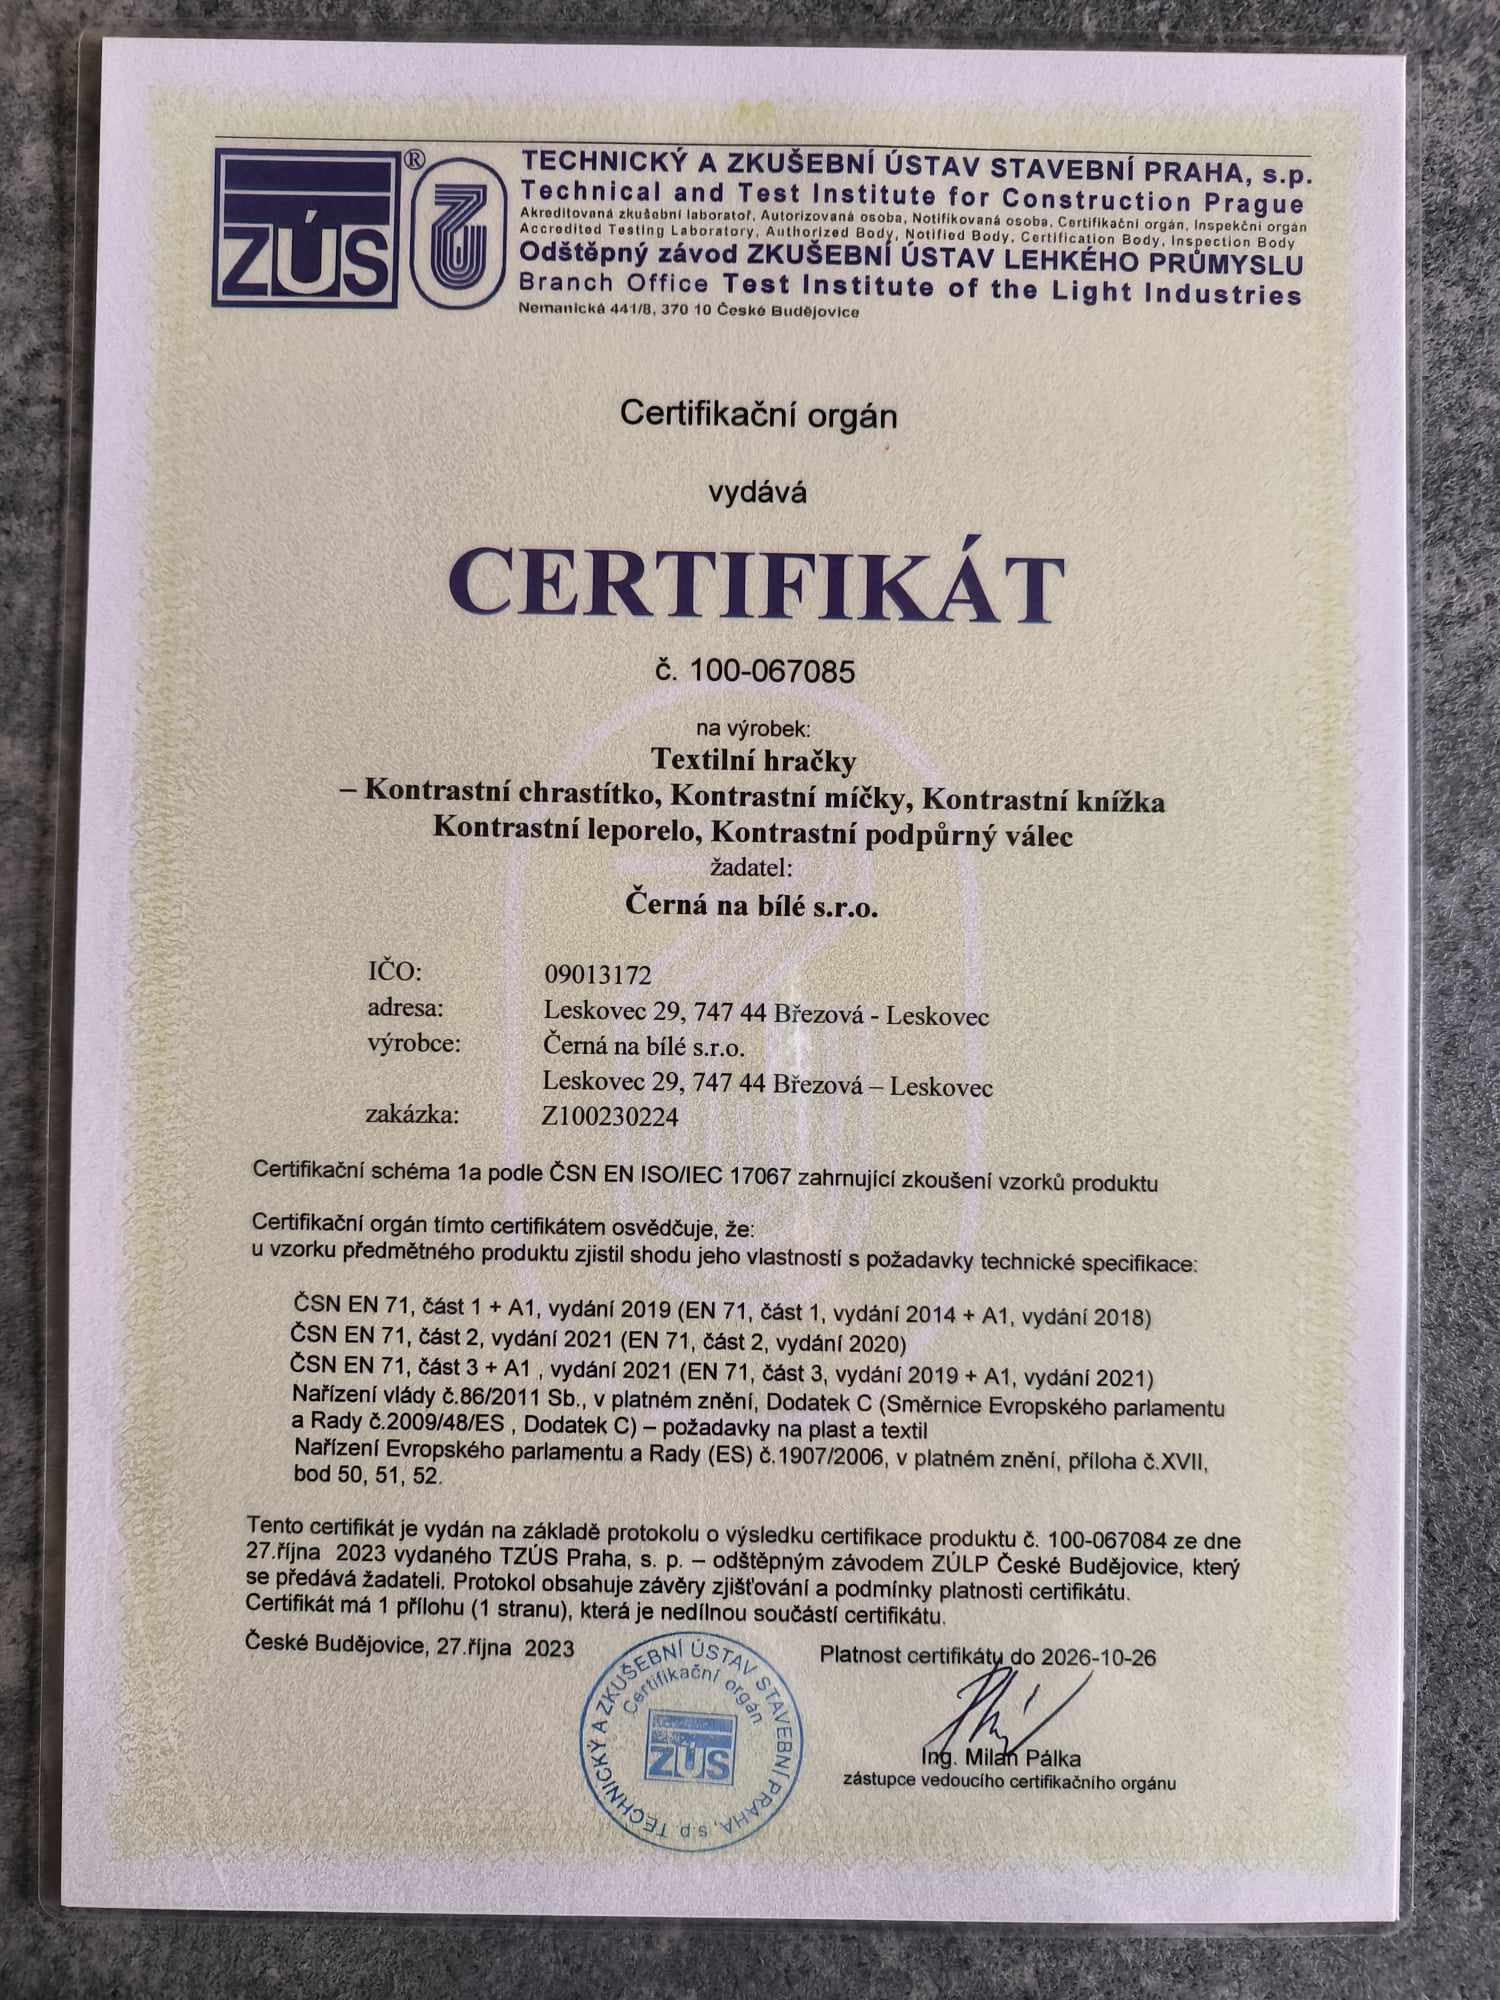 TECHNICKÝ A ZKUŠEBNÍ ÚSTAV STAVEBNÍ PRAHA, s.p.
Technical and Test Institute for Construction Prague
Akreditovaná zkušební laboratoř, Autorizovaná osoba, Notifikovaná osoba, Certifikační orgán, Inspekční orgán
Accredited Testing Laboratory, Authorized Body, Notified Body, Certification Body, Inspection Body
Odštěpný závod ZKUŠEBNÍ ÚSTAV LEHKÉHO PRŮMYSLU
Branch Office Test Institute of the Light Industries
Nemanická 441/8, 370 10 České Budějovice
TZÚS®
Certifikační orgán
vydává
CERTIFIKÁT
č. 100-067085
na výrobek:
Textilní hračky
– Kontrastní chrastítko, Kontrastní míčky, Kontrastní knížka
Kontrastní leporelo, Kontrastní podpůrný válec
žadatel:
Černá na bílé s.r.o.
IČO: 09013172
adresa: Leskovec 29, 747 44 Březová - Leskovec
výrobce: Černá na bílé s.r.o.
Leskovec 29, 747 44 Březová – Leskovec
zakázka: Z100230224
Certifikační schéma 1a podle ČSN EN ISO/IEC 17067 zahrnující zkoušení vzorků produktu
Certifikační orgán tímto certifikátem osvědčuje, že:
u vzorku předmětného produktu zjistil shodu jeho vlastností s požadavky technické specifikace:
ČSN EN 71, část 1 + A1, vydání 2019 (EN 71, část 1, vydání 2014 + A1, vydání 2018)
ČSN EN 71, část 2, vydání 2021 (EN 71, část 2, vydání 2020)
ČSN EN 71, část 3 + A1 , vydání 2021 (EN 71, část 3, vydání 2019 + A1, vydání 2021)
Nařízení vlády č.86/2011 Sb., v platném znění, Dodatek C (Směrnice Evropského parlamentu
a Rady č.2009/48/ES , Dodatek C) – požadavky na plast a textil
Nařízení Evropského parlamentu a Rady (ES) č.1907/2006, v platném znění, příloha č.XVII,
bod 50, 51, 52.
Tento certifikát je vydán na základě protokolu o výsledku certifikace produktu č. 100-067084 ze dne
27.října 2023 vydaného TZÚS Praha, s. p. – odštěpným závodem ZÚLP České Budějovice, který
se předává žadateli. Protokol obsahuje závěry zjišťování a podmínky platnosti certifikátu.
Certifikát má 1 přílohu (1 stranu), která je nedílnou součástí certifikátu.
České Budějovice, 27.října 2023
Platnost certifikátu do 2026-10-26
TECHNICKÝ A ZKUŠEBNÍ ÚSTAV STAVEBNÍ PRAHA, s.p.
Certifikační orgán
TZÚS
Ing. Milan Pálka
zástupce vedoucího certifikačního orgánu